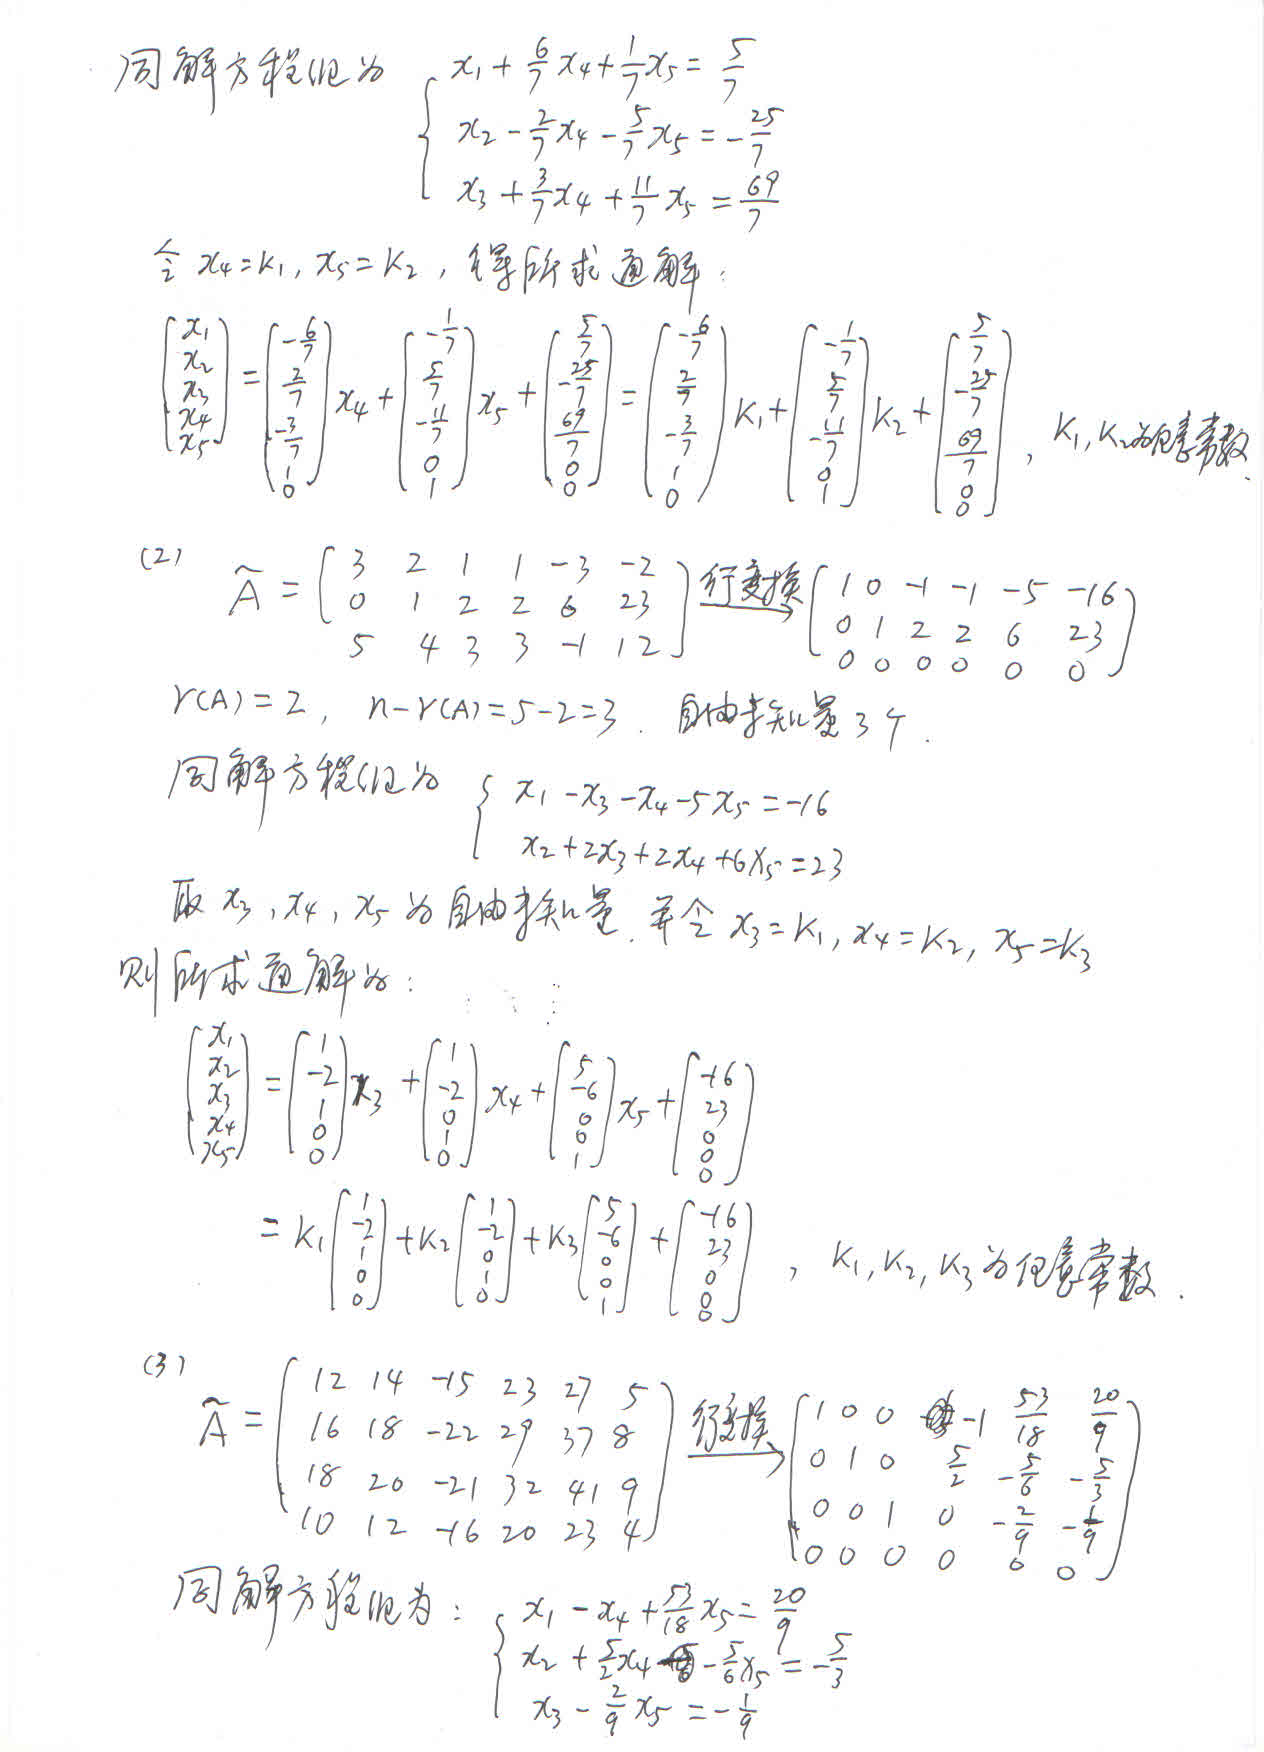 同解方程组为 { x₁ + 6/7 x₄ + 1/7 x₅ = 5/7
x₂ - 2/7 x₄ - 5/7 x₅ = -25/7
x₃ + 3/7 x₄ + 11/7 x₅ = 69/7
令 x₄=k₁, x₅=k₂, 得所求通解:
(x₁ x₂ x₃ x₄ x₅) = (-6/7 2/7 -3/7 1 0) x₄ + (-1/7 5/7 -11/7 0 1) x₅ + (5/7 -25/7 69/7 0 0) = (-6/7 2/7 -3/7 1 0) k₁ + (-1/7 5/7 -11/7 0 1) k₂ + (5/7 -25/7 69/7 0 0), k₁, k₂为任意常数.
(2) Ã = ( 3 2 1 1 -3 -2 行变换→ ( 1 0 -1 -1 -5 -16
0 1 2 2 6 23 0 1 2 2 6 23
5 4 3 3 -1 12 ) 0 0 0 0 0 0 )
r(A)=2, n-r(A)=5-2=3. 自由未知量3个.
同解方程组为 { x₁ - x₃ - x₄ - 5x₅ = -16
x₂ + 2x₃ + 2x₄ + 6x₅ = 23
取 x₃, x₄, x₅ 为自由未知量. 并令 x₃=k₁, x₄=k₂, x₅=k₃
则所求通解为:
(x₁ x₂ x₃ x₄ x₅) = (1 -2 1 0 0) x₃ + (1 -2 0 1 0) x₄ + (5 -6 0 0 1) x₅ + (-16 23 0 0 0)
= k₁ (1 -2 1 0 0) + k₂ (1 -2 0 1 0) + k₃ (5 -6 0 0 1) + (-16 23 0 0 0), k₁, k₂, k₃为任意常数.
(3) Ã = ( 12 14 -15 23 27 5 行变换→ ( 1 0 0 -1 53/18 20/9
16 18 -22 29 37 8 0 1 0 5/2 -5/6 -5/3
18 20 -21 32 41 9 0 0 1 0 -2/9 -1/9
10 12 -16 20 23 4 ) 0 0 0 0 0 0 )
同解方程组为: { x₁ - x₄ + 53/18 x₅ = 20/9
x₂ + 5/2 x₄ - 5/6 x₅ = -5/3
x₃ - 2/9 x₅ = -1/9